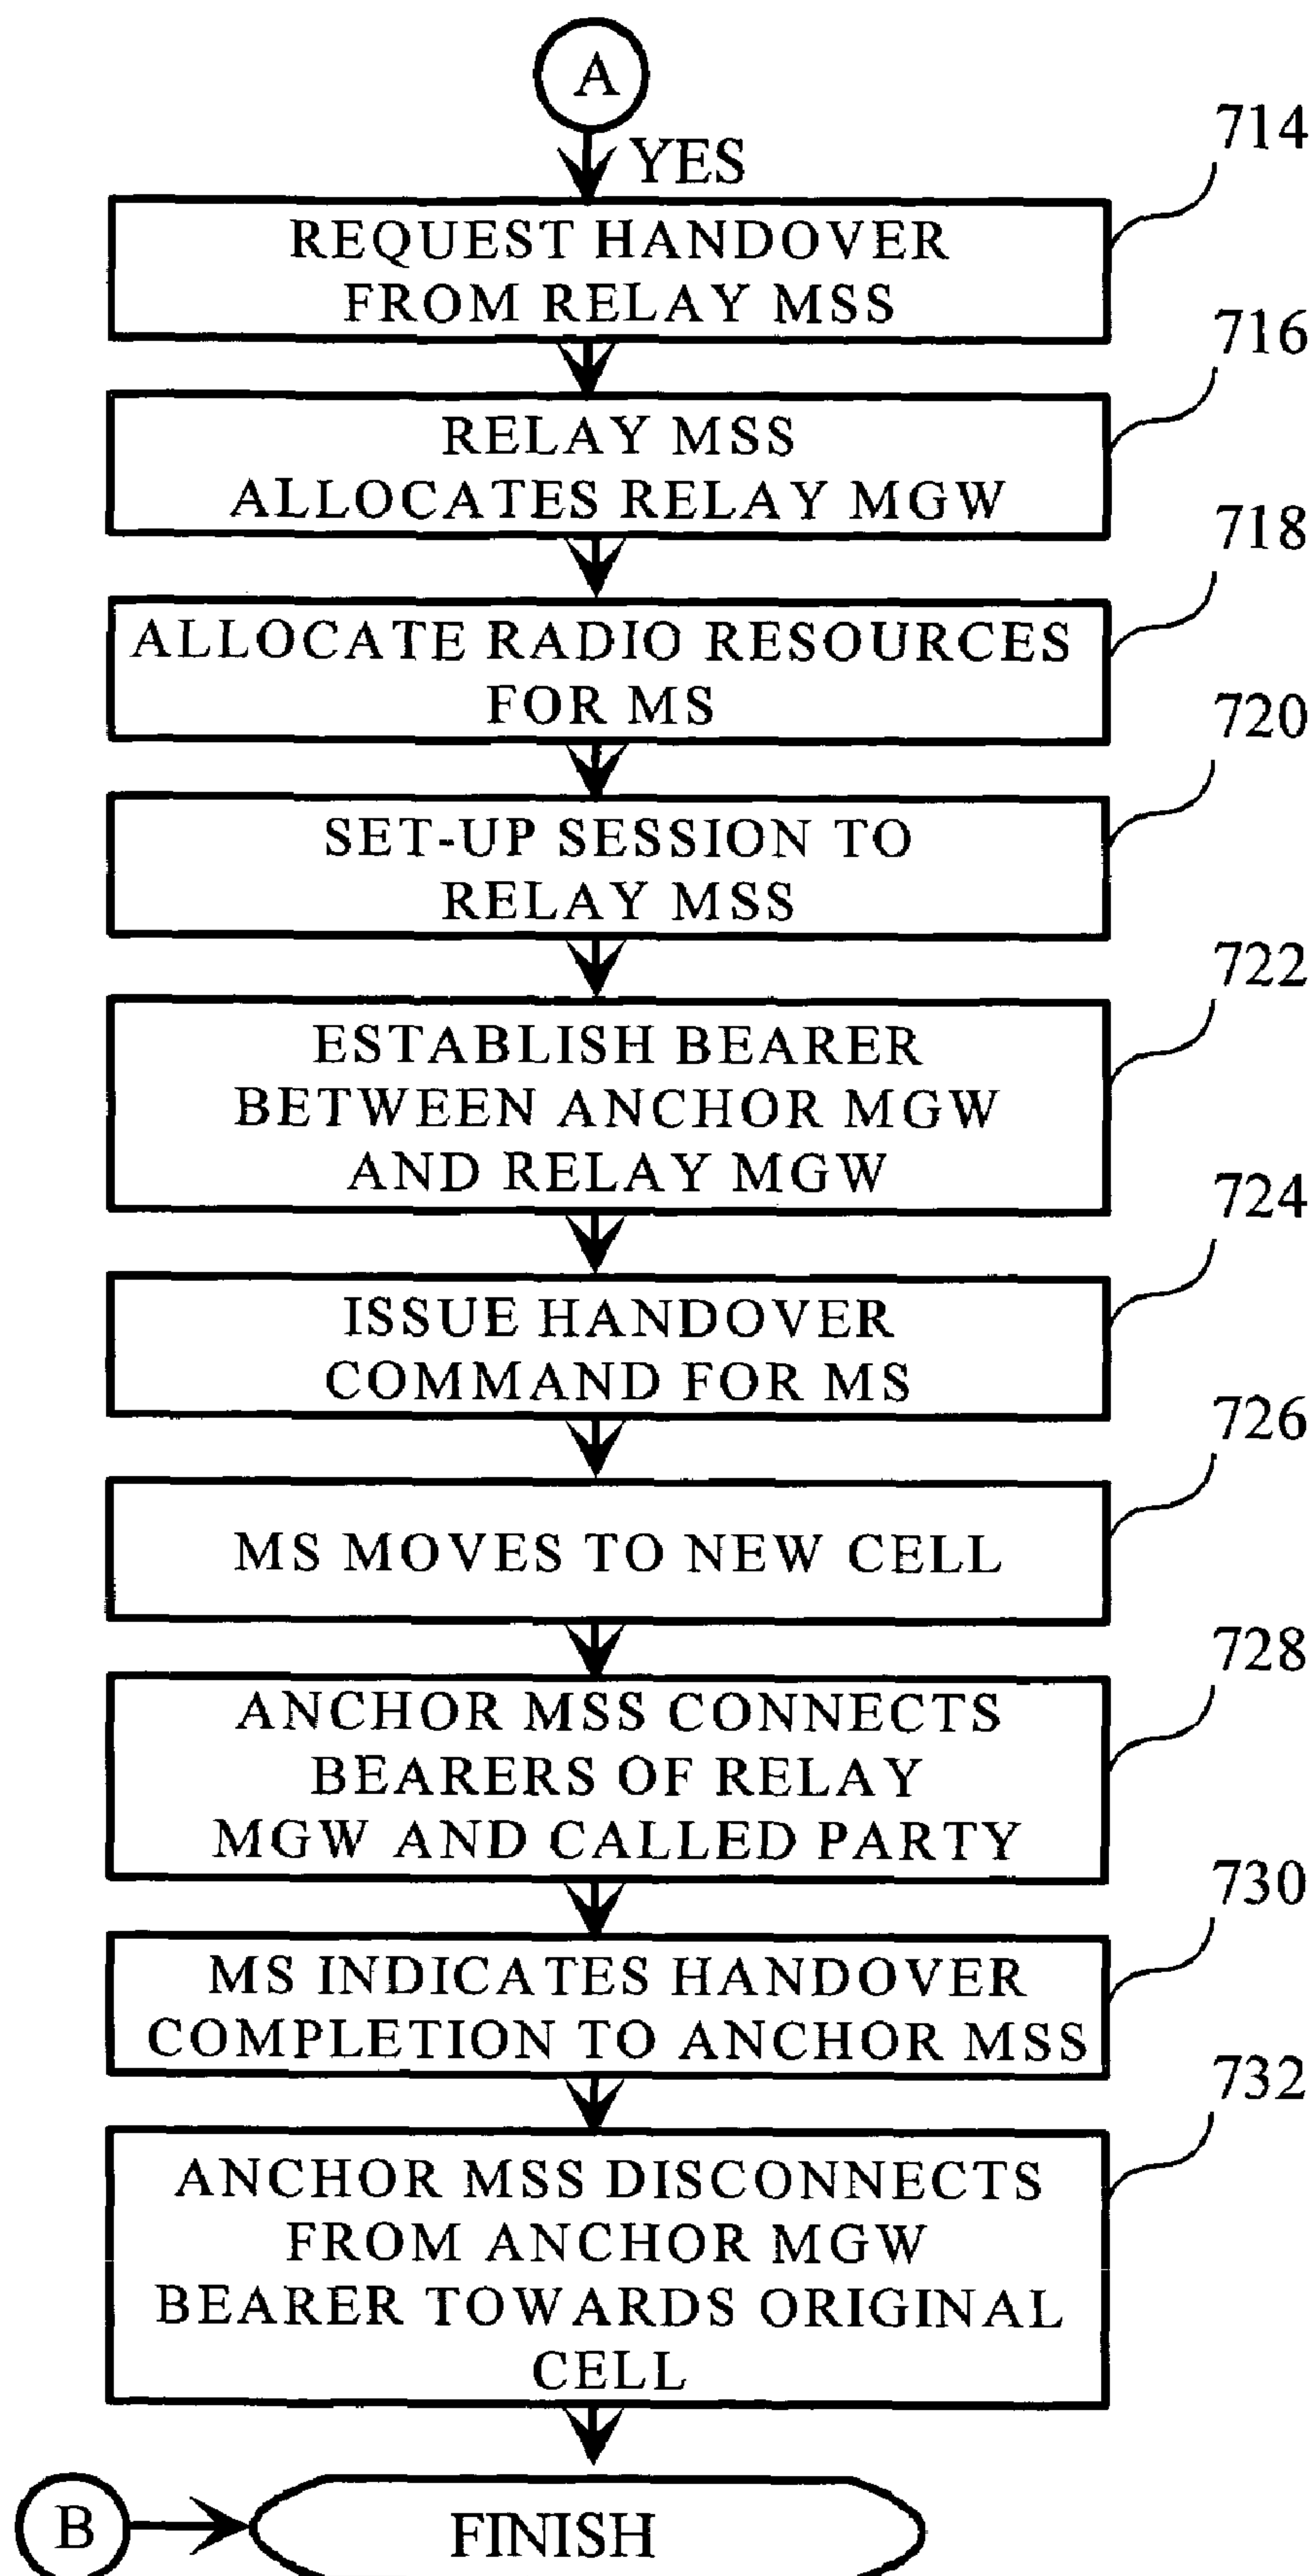 A
YES
714
REQUEST HANDOVER
FROM RELAY MSS
716
RELAY MSS
ALLOCATES RELAY MGW
718
ALLOCATE RADIO RESOURCES
FOR MS
720
SET-UP SESSION TO
RELAY MSS
722
ESTABLISH BEARER
BETWEEN ANCHOR MGW
AND RELAY MGW
724
ISSUE HANDOVER
COMMAND FOR MS
726
MS MOVES TO NEW CELL
728
ANCHOR MSS CONNECTS
BEARERS OF RELAY
MGW AND CALLED PARTY
730
MS INDICATES HANDOVER
COMPLETION TO ANCHOR MSS
732
ANCHOR MSS DISCONNECTS
FROM ANCHOR MGW
BEARER TOWARDS ORIGINAL
CELL
B
FINISH